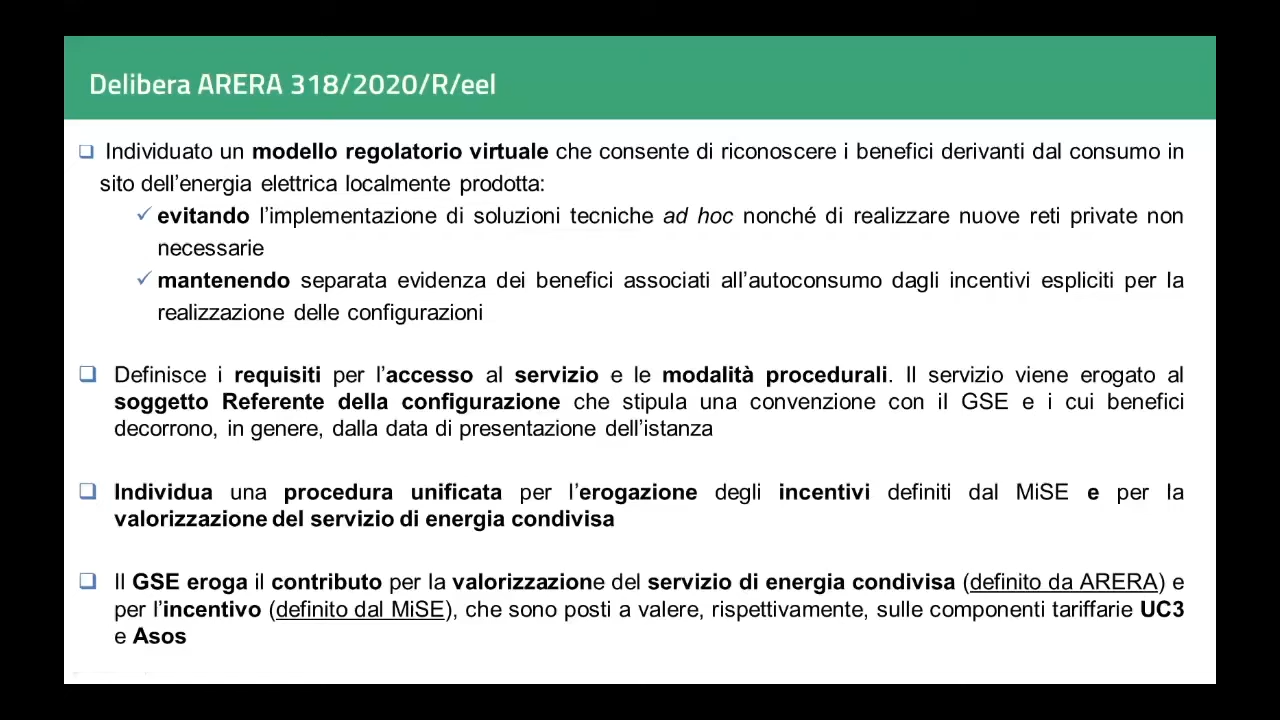 Delibera ARERA 318/2020/R/eel
❑ Individuato un modello regolatorio virtuale che consente di riconoscere i benefici derivanti dal consumo in
sito dell’energia elettrica localmente prodotta:
✓ evitando l’implementazione di soluzioni tecniche ad hoc nonché di realizzare nuove reti private non
necessarie
✓ mantenendo separata evidenza dei benefici associati all’autoconsumo dagli incentivi espliciti per la
realizzazione delle configurazioni
❑ Definisce i requisiti per l’accesso al servizio e le modalità procedurali. Il servizio viene erogato al
soggetto Referente della configurazione che stipula una convenzione con il GSE e i cui benefici
decorrono, in genere, dalla data di presentazione dell’istanza
❑ Individua una procedura unificata per l’erogazione degli incentivi definiti dal MiSE e per la
valorizzazione del servizio di energia condivisa
❑ Il GSE eroga il contributo per la valorizzazione del servizio di energia condivisa (definito da ARERA) e
per l’incentivo (definito dal MiSE), che sono posti a valere, rispettivamente, sulle componenti tariffarie UC3
e Asos